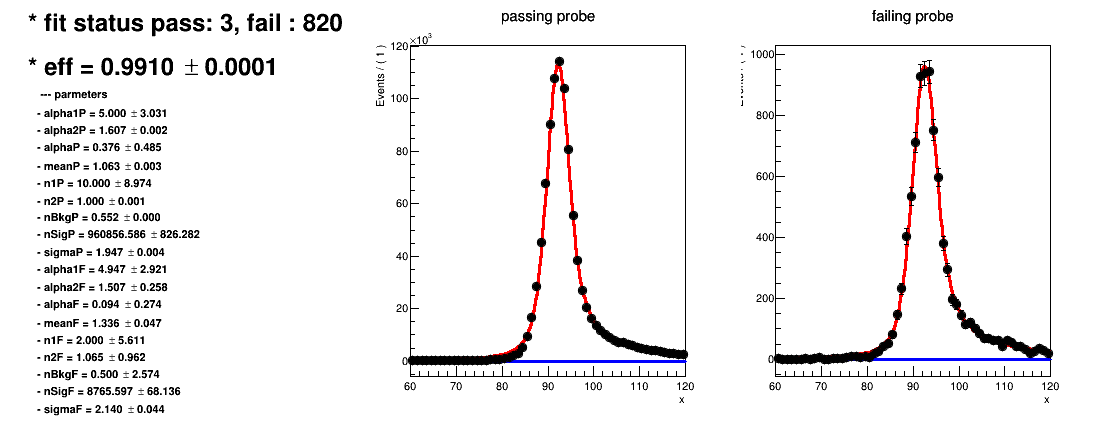 * fit status pass: 3, fail : 820
* eff = 0.9910 ± 0.0001
--- parmeters
- alpha1P = 5.000 ± 3.031
- alpha2P = 1.607 ± 0.002
- alphaP = 0.376 ± 0.485
- meanP = 1.063 ± 0.003
- n1P = 10.000 ± 8.974
- n2P = 1.000 ± 0.001
- nBkgP = 0.552 ± 0.000
- nSigP = 960856.586 ± 826.282
- sigmaP = 1.947 ± 0.004
- alpha1F = 4.947 ± 2.921
- alpha2F = 1.507 ± 0.258
- alphaF = 0.094 ± 0.274
- meanF = 1.336 ± 0.047
- n1F = 2.000 ± 5.611
- n2F = 1.065 ± 0.962
- nBkgF = 0.500 ± 2.574
- nSigF = 8765.597 ± 68.136
- sigmaF = 2.140 ± 0.044
passing probe
×10³
Events / ( 1 )
120
100
80
60
40
20
0
60 70 80 90 100 110 120
x
failing probe
1000
800
600
400
200
0
60 70 80 90 100 110 120
x